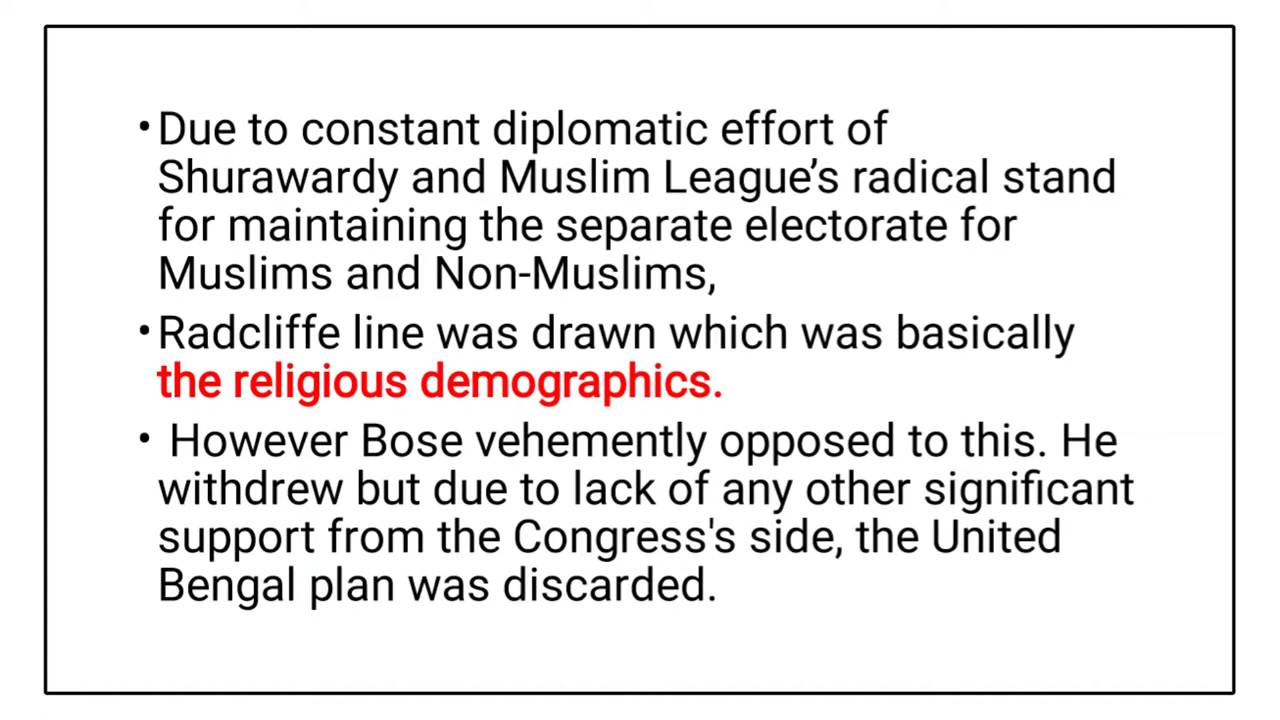 •Due to constant diplomatic effort of
Shurawardy and Muslim League’s radical stand
for maintaining the separate electorate for
Muslims and Non-Muslims,
•Radcliffe line was drawn which was basically
the religious demographics.
• However Bose vehemently opposed to this. He
withdrew but due to lack of any other significant
support from the Congress's side, the United
Bengal plan was discarded.